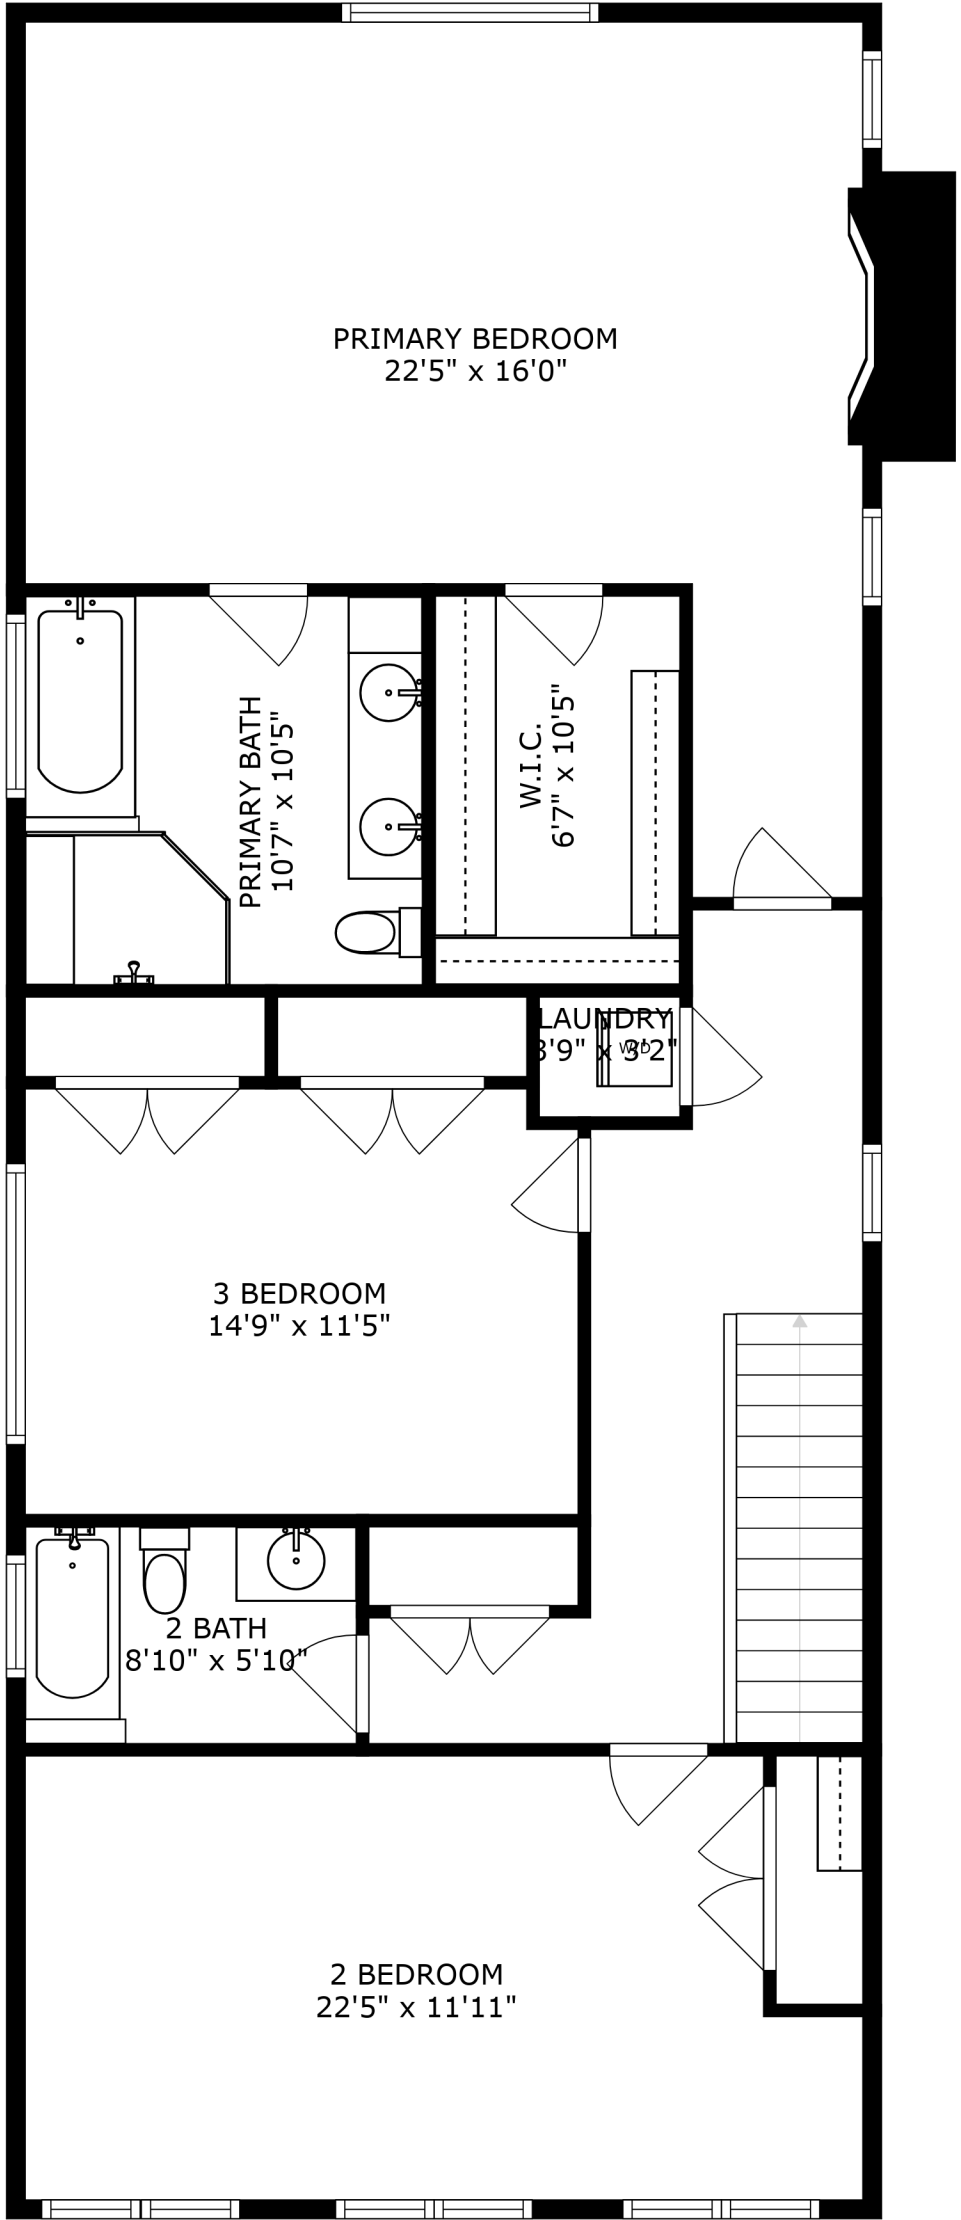 PRIMARY BEDROOM
22'5" x 16'0"
PRIMARY BATH
10'7" x 10'5"
W.I.C.
6'7" x 10'5"
LAUNDRY
3'9" x 3'2"
W/D
3 BEDROOM
14'9" x 11'5"
2 BATH
8'10" x 5'10"
2 BEDROOM
22'5" x 11'11"